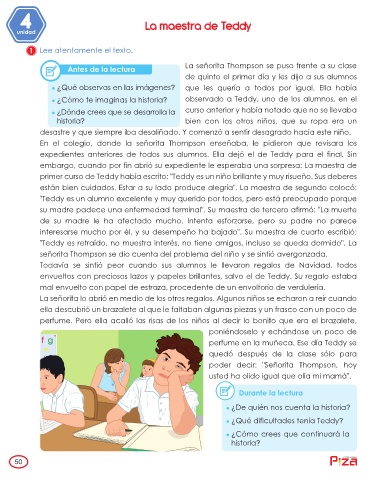 4
unidad
La maestra de Teddy
1 Lee atentamente el texto.
Antes de la lectura
¿Qué observas en las imágenes?
¿Cómo te imaginas la historia?
¿Dónde crees que se desarrolla la
historia?
La señorita Thompson se puso frente a su clase
de quinto el primer día y les dijo a sus alumnos
que les quería a todos por igual. Ella había
observado a Teddy, uno de los alumnos, en el
curso anterior y había notado que no se llevaba
bien con los otros niños, que su ropa era un
desastre y que siempre iba desaliñado. Y comenzó a sentir desagrado hacia este niño.
En el colegio, donde la señorita Thompson enseñaba, le pidieron que revisara los
expedientes anteriores de todos sus alumnos. Ella dejó el de Teddy para el final. Sin
embargo, cuando por fin abrió su expediente le esperaba una sorpresa: La maestra de
primer curso de Teddy había escrito: "Teddy es un niño brillante y muy risueño. Sus deberes
están bien cuidados. Estar a su lado produce alegría". La maestra de segundo colocó:
"Teddy es un alumno excelente y muy querido por todos, pero está preocupado porque
su madre padece una enfermedad terminal". Su maestra de tercero afirmó: "La muerte
de su madre le ha afectado mucho. Intenta esforzarse, pero su padre no parece
interesarse mucho por él, y su desempeño ha bajado". Su maestra de cuarto escribió:
"Teddy es retraído, no muestra interés, no tiene amigos, incluso se queda dormido". La
señorita Thompson se dio cuenta del problema del niño y se sintió avergonzada.
Todavía se sintió peor cuando sus alumnos le llevaron regalos de Navidad, todos
envueltos con preciosos lazos y papeles brillantes, salvo el de Teddy. Su regalo estaba
mal envuelto con papel de estraza, procedente de un envoltorio de verdulería.
La señorita lo abrió en medio de los otros regalos. Algunos niños se echaron a reír cuando
ella descubrió un brazalete al que le faltaban algunas piezas y un frasco con un poco de
perfume. Pero ella acalló las risas de los niños al decir lo bonito que era el brazalete,
poniéndoselo y echándose un poco de
perfume en la muñeca. Ese día Teddy se
quedó después de la clase sólo para
poder decir: "Señorita Thompson, hoy
usted ha olido igual que olía mi mamá".
f g
Durante la lectura
¿De quién nos cuenta la historia?
¿Qué dificultades tenía Teddy?
¿Cómo crees que continuará la
historia?
50